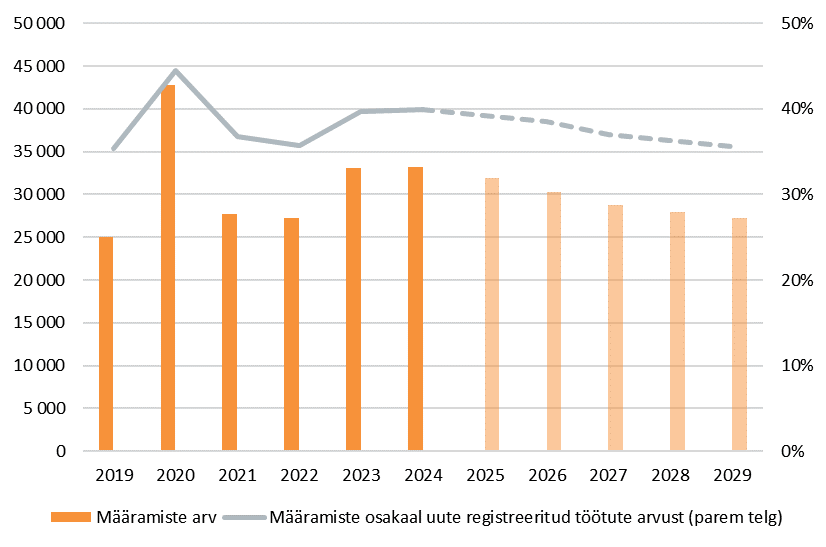 50 000 50%
45 000
40 000 40%
35 000
30 000 30%
25 000
20 000 20%
15 000
10 000 10%
5 000
0 0%
2019 2020 2021 2022 2023 2024 2025 2026 2027 2028 2029
Määramiste arv Määramiste osakaal uute registreeritud töötute arvust (parem telg)